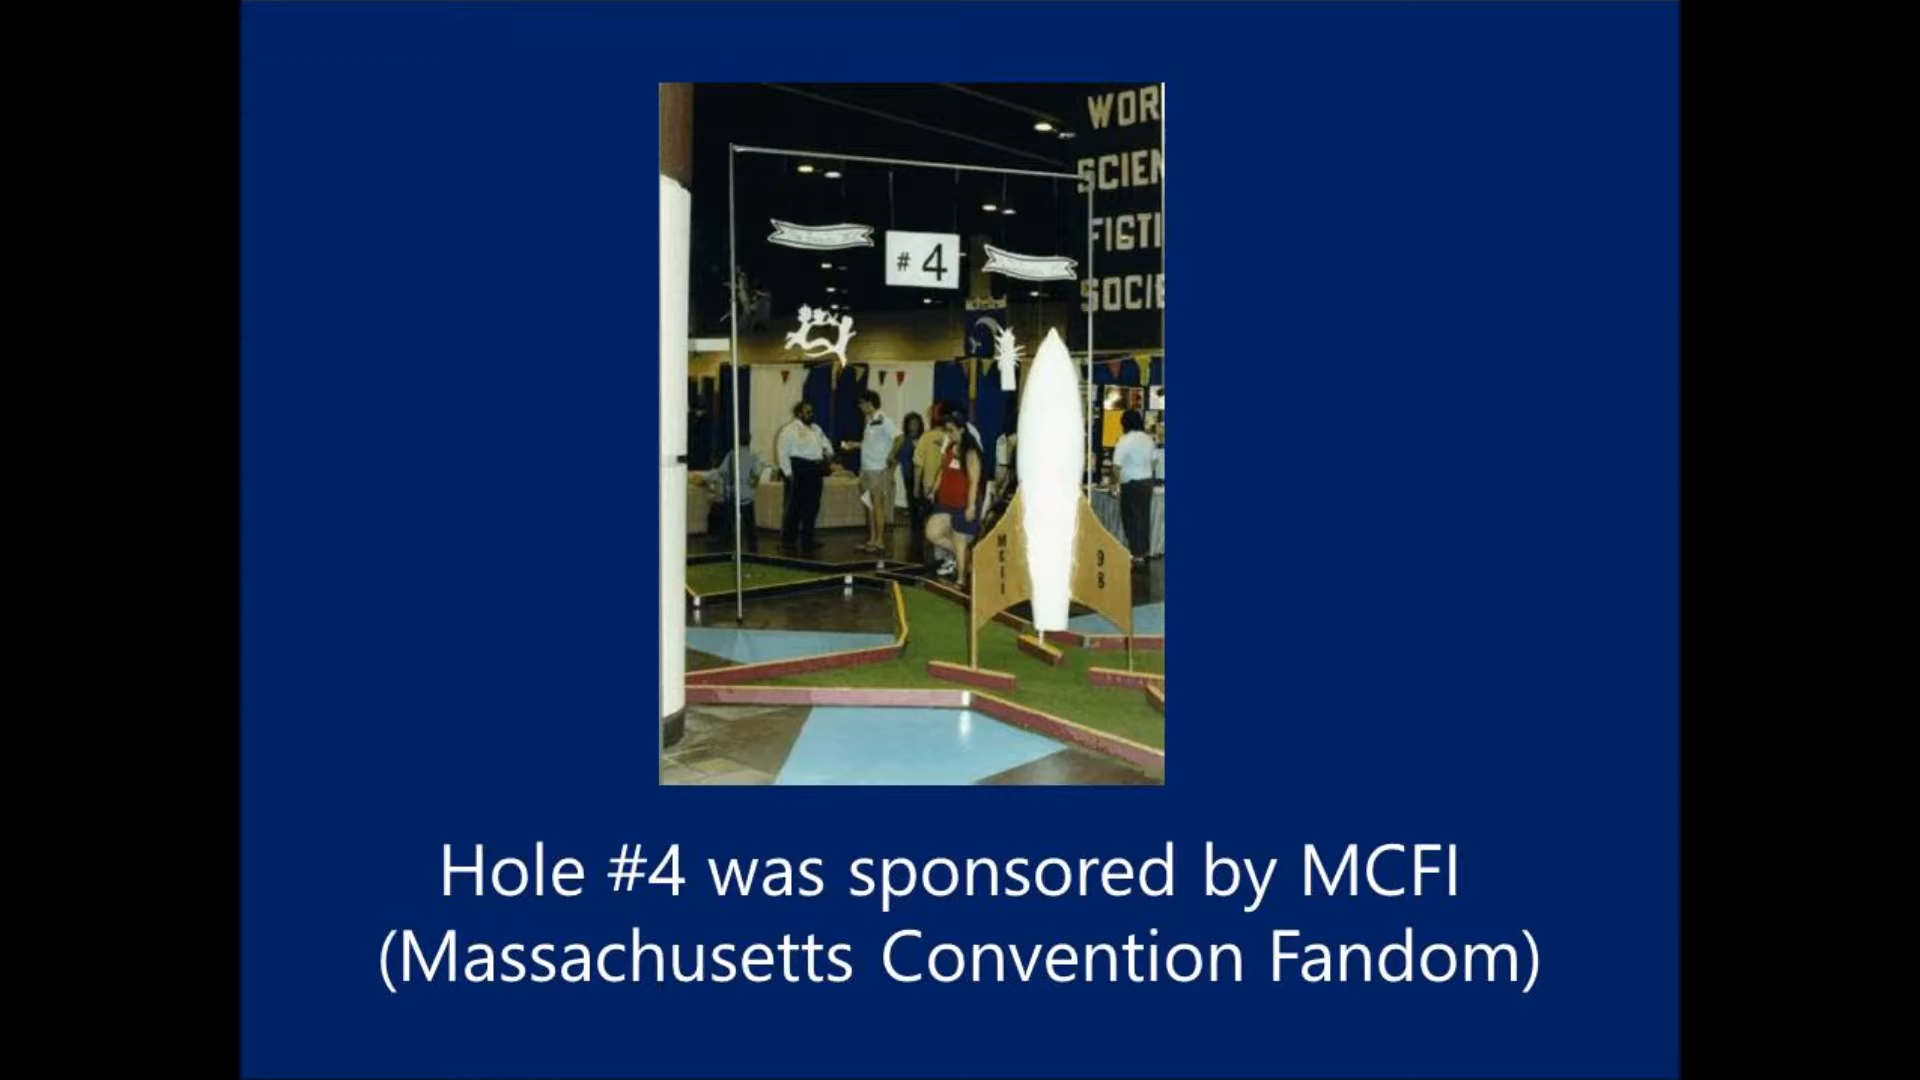 WOR
SCIEN
FICTI
SOCIE
# 4
MCFI
98
Hole #4 was sponsored by MCFI
(Massachusetts Convention Fandom)